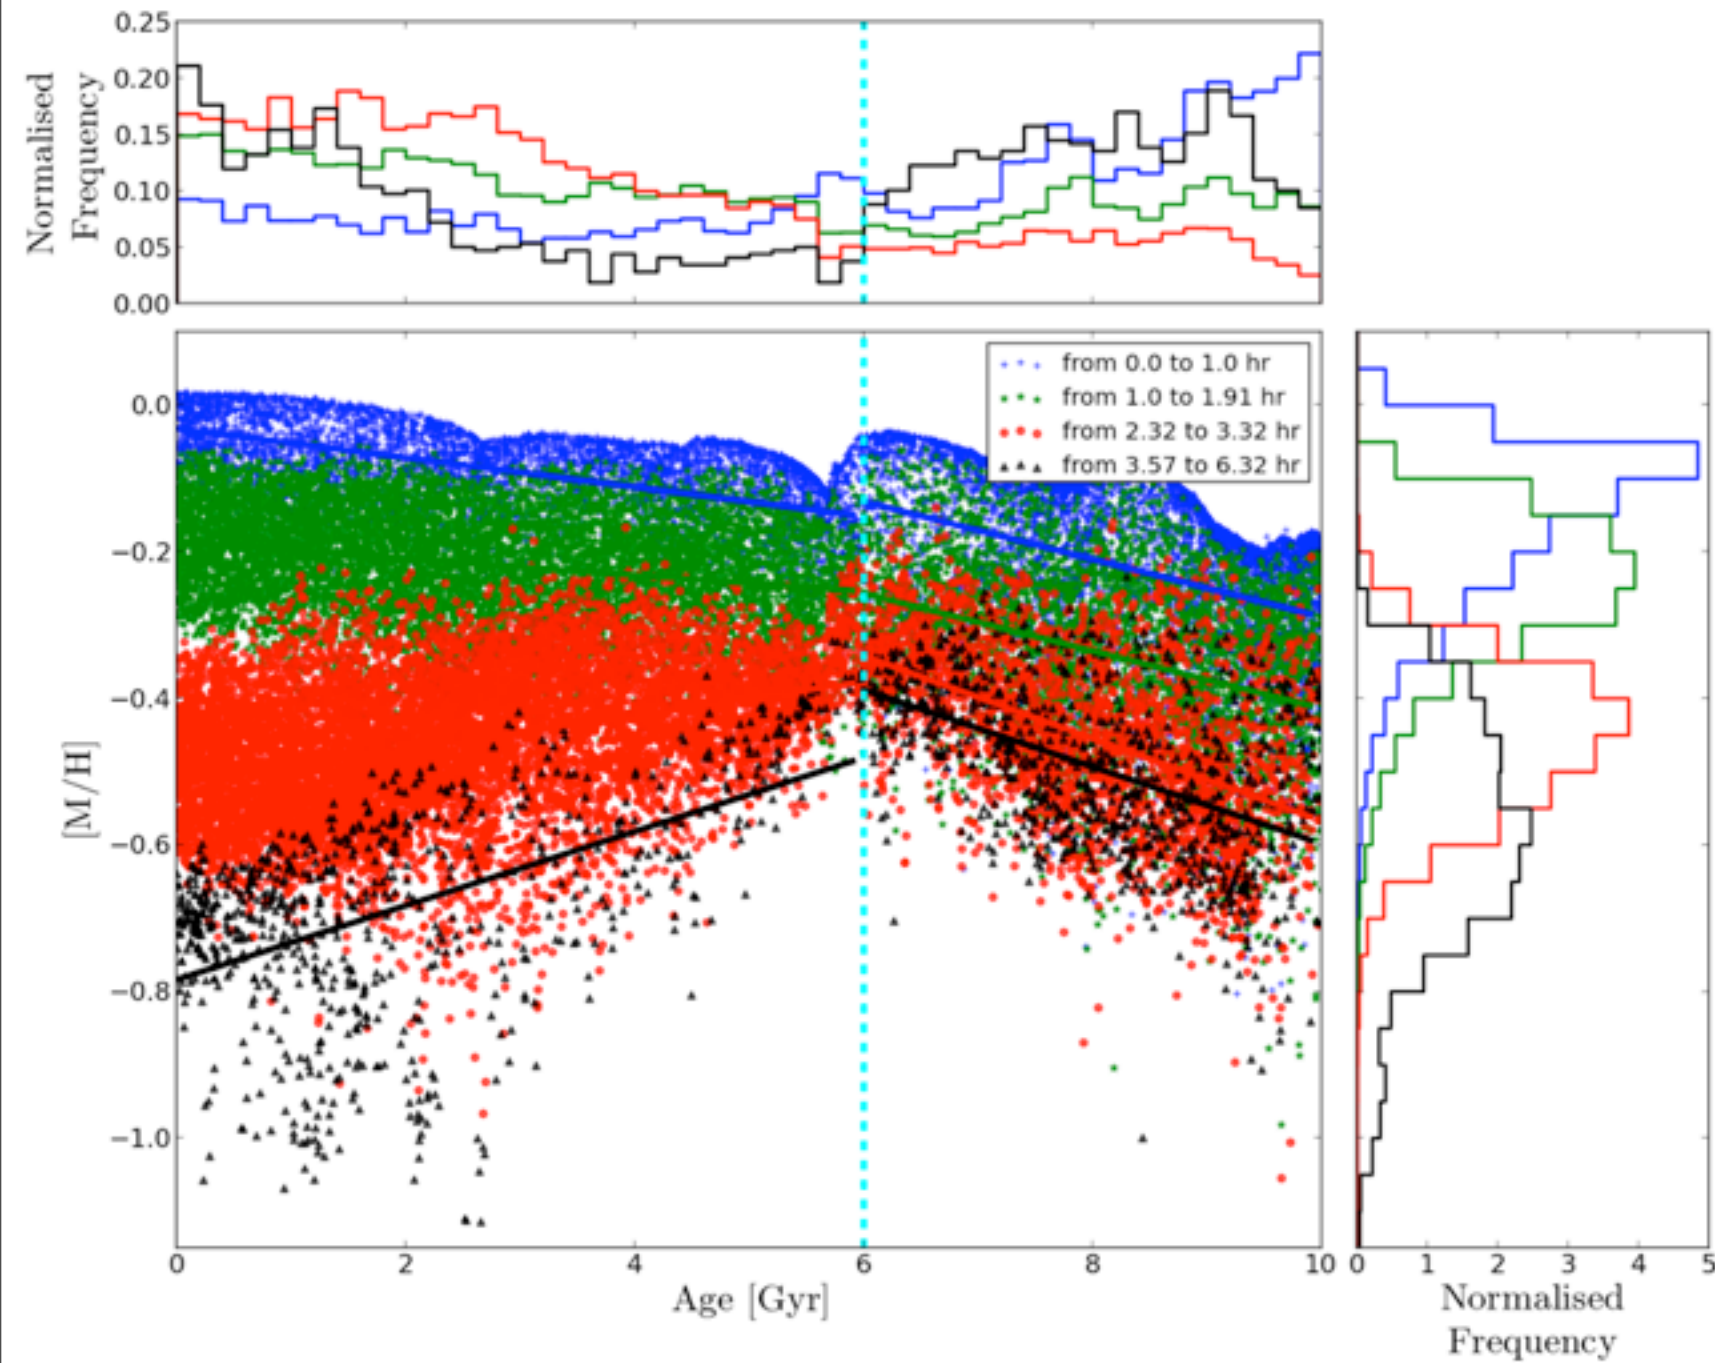 Normalised
Frequency
0.25
0.20
0.15
0.10
0.05
0.00
from 0.0 to 1.0 hr
from 1.0 to 1.91 hr
from 2.32 to 3.32 hr
from 3.57 to 6.32 hr
[M/H]
0.0
−0.2
−0.4
−0.6
−0.8
−1.0
0 2 4 6 8 10
Age [Gyr]
0 1 2 3 4 5
Normalised
Frequency